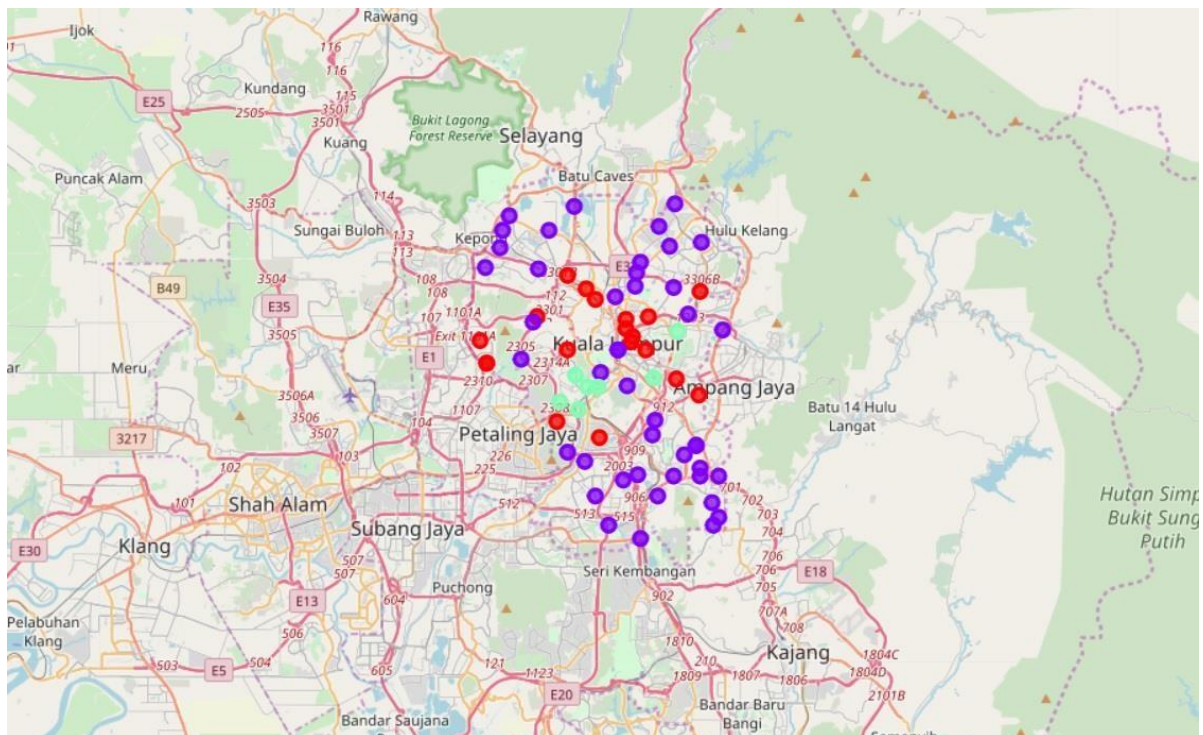 Rawang
Ijok
116
116
Kundang
E25
115
2505
3501
3501
Bukit Lagong
Forest Reserve
Selayang
Kuang
Puncak Alam
Batu Caves
114
3503
Sungai Buloh
113
113
Hulu Kelang
108
3504
B49
108
112
3306B
E35
107
1101A
2301
3505
Kuala Lumpur
E1
2305
2314A
Meru
2310
2307
Ampang Jaya
3506A
1107
912
Batu 14 Hulu
Langat
3506
104
3507
Petaling Jaya
3217
103
226
909
102
225
2003
701
101
Shah Alam
512
906
702
Hutan Simp
Bukit Sung
Putih
513
515
703
Subang Jaya
704
Klang
E30
507
706
507
Seri Kembangan
E18
706
Puchong
705
E13
604
902
707A
Pelabuhan
Klang
506
708
1810
Kajang
1804C
503
504
E5
605
121
210
1804D
1123
1809
1807
1806
2101B
E20
Bandar Saujana
Bandar Baru
Bangi